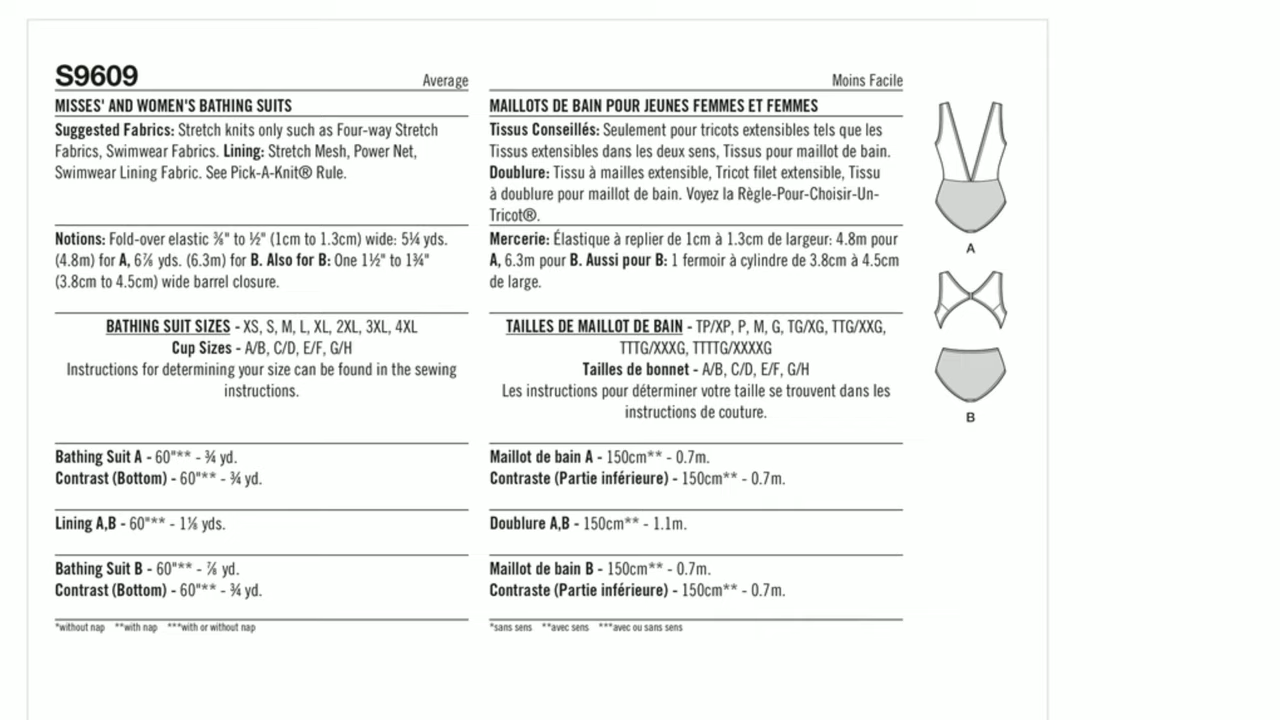 S9609
Average
MISSES' AND WOMEN'S BATHING SUITS
Suggested Fabrics: Stretch knits only such as Four-way Stretch
Fabrics, Swimwear Fabrics. Lining: Stretch Mesh, Power Net,
Swimwear Lining Fabric. See Pick-A-Knit® Rule.
Notions: Fold-over elastic ⅜" to ½" (1cm to 1.3cm) wide: 5¼ yds.
(4.8m) for A, 6⅞ yds. (6.3m) for B. Also for B: One 1½" to 1¾"
(3.8cm to 4.5cm) wide barrel closure.
BATHING SUIT SIZES - XS, S, M, L, XL, 2XL, 3XL, 4XL
Cup Sizes - A/B, C/D, E/F, G/H
Instructions for determining your size can be found in the sewing
instructions.
Bathing Suit A - 60"** - ¾ yd.
Contrast (Bottom) - 60"** - ¾ yd.
Lining A,B - 60"** - 1⅛ yds.
Bathing Suit B - 60"** - ⅞ yd.
Contrast (Bottom) - 60"** - ¾ yd.
*without nap **with nap ***with or without nap
Moins Facile
MAILLOTS DE BAIN POUR JEUNES FEMMES ET FEMMES
Tissus Conseillés: Seulement pour tricots extensibles tels que les
Tissus extensibles dans les deux sens, Tissus pour maillot de bain.
Doublure: Tissu à mailles extensible, Tricot filet extensible, Tissu
à doublure pour maillot de bain. Voyez la Règle-Pour-Choisir-Un-
Tricot®.
Mercerie: Élastique à replier de 1cm à 1.3cm de largeur: 4.8m pour
A, 6.3m pour B. Aussi pour B: 1 fermoir à cylindre de 3.8cm à 4.5cm
de large.
TAILLES DE MAILLOT DE BAIN - TP/XP, P, M, G, TG/XG, TTG/XXG,
TTTG/XXXG, TTTTG/XXXXG
Tailles de bonnet - A/B, C/D, E/F, G/H
Les instructions pour déterminer votre taille se trouvent dans les
instructions de couture.
Maillot de bain A - 150cm** - 0.7m.
Contraste (Partie inférieure) - 150cm** - 0.7m.
Doublure A,B - 150cm** - 1.1m.
Maillot de bain B - 150cm** - 0.7m.
Contraste (Partie inférieure) - 150cm** - 0.7m.
*sans sens **avec sens ***avec ou sans sens
A
B